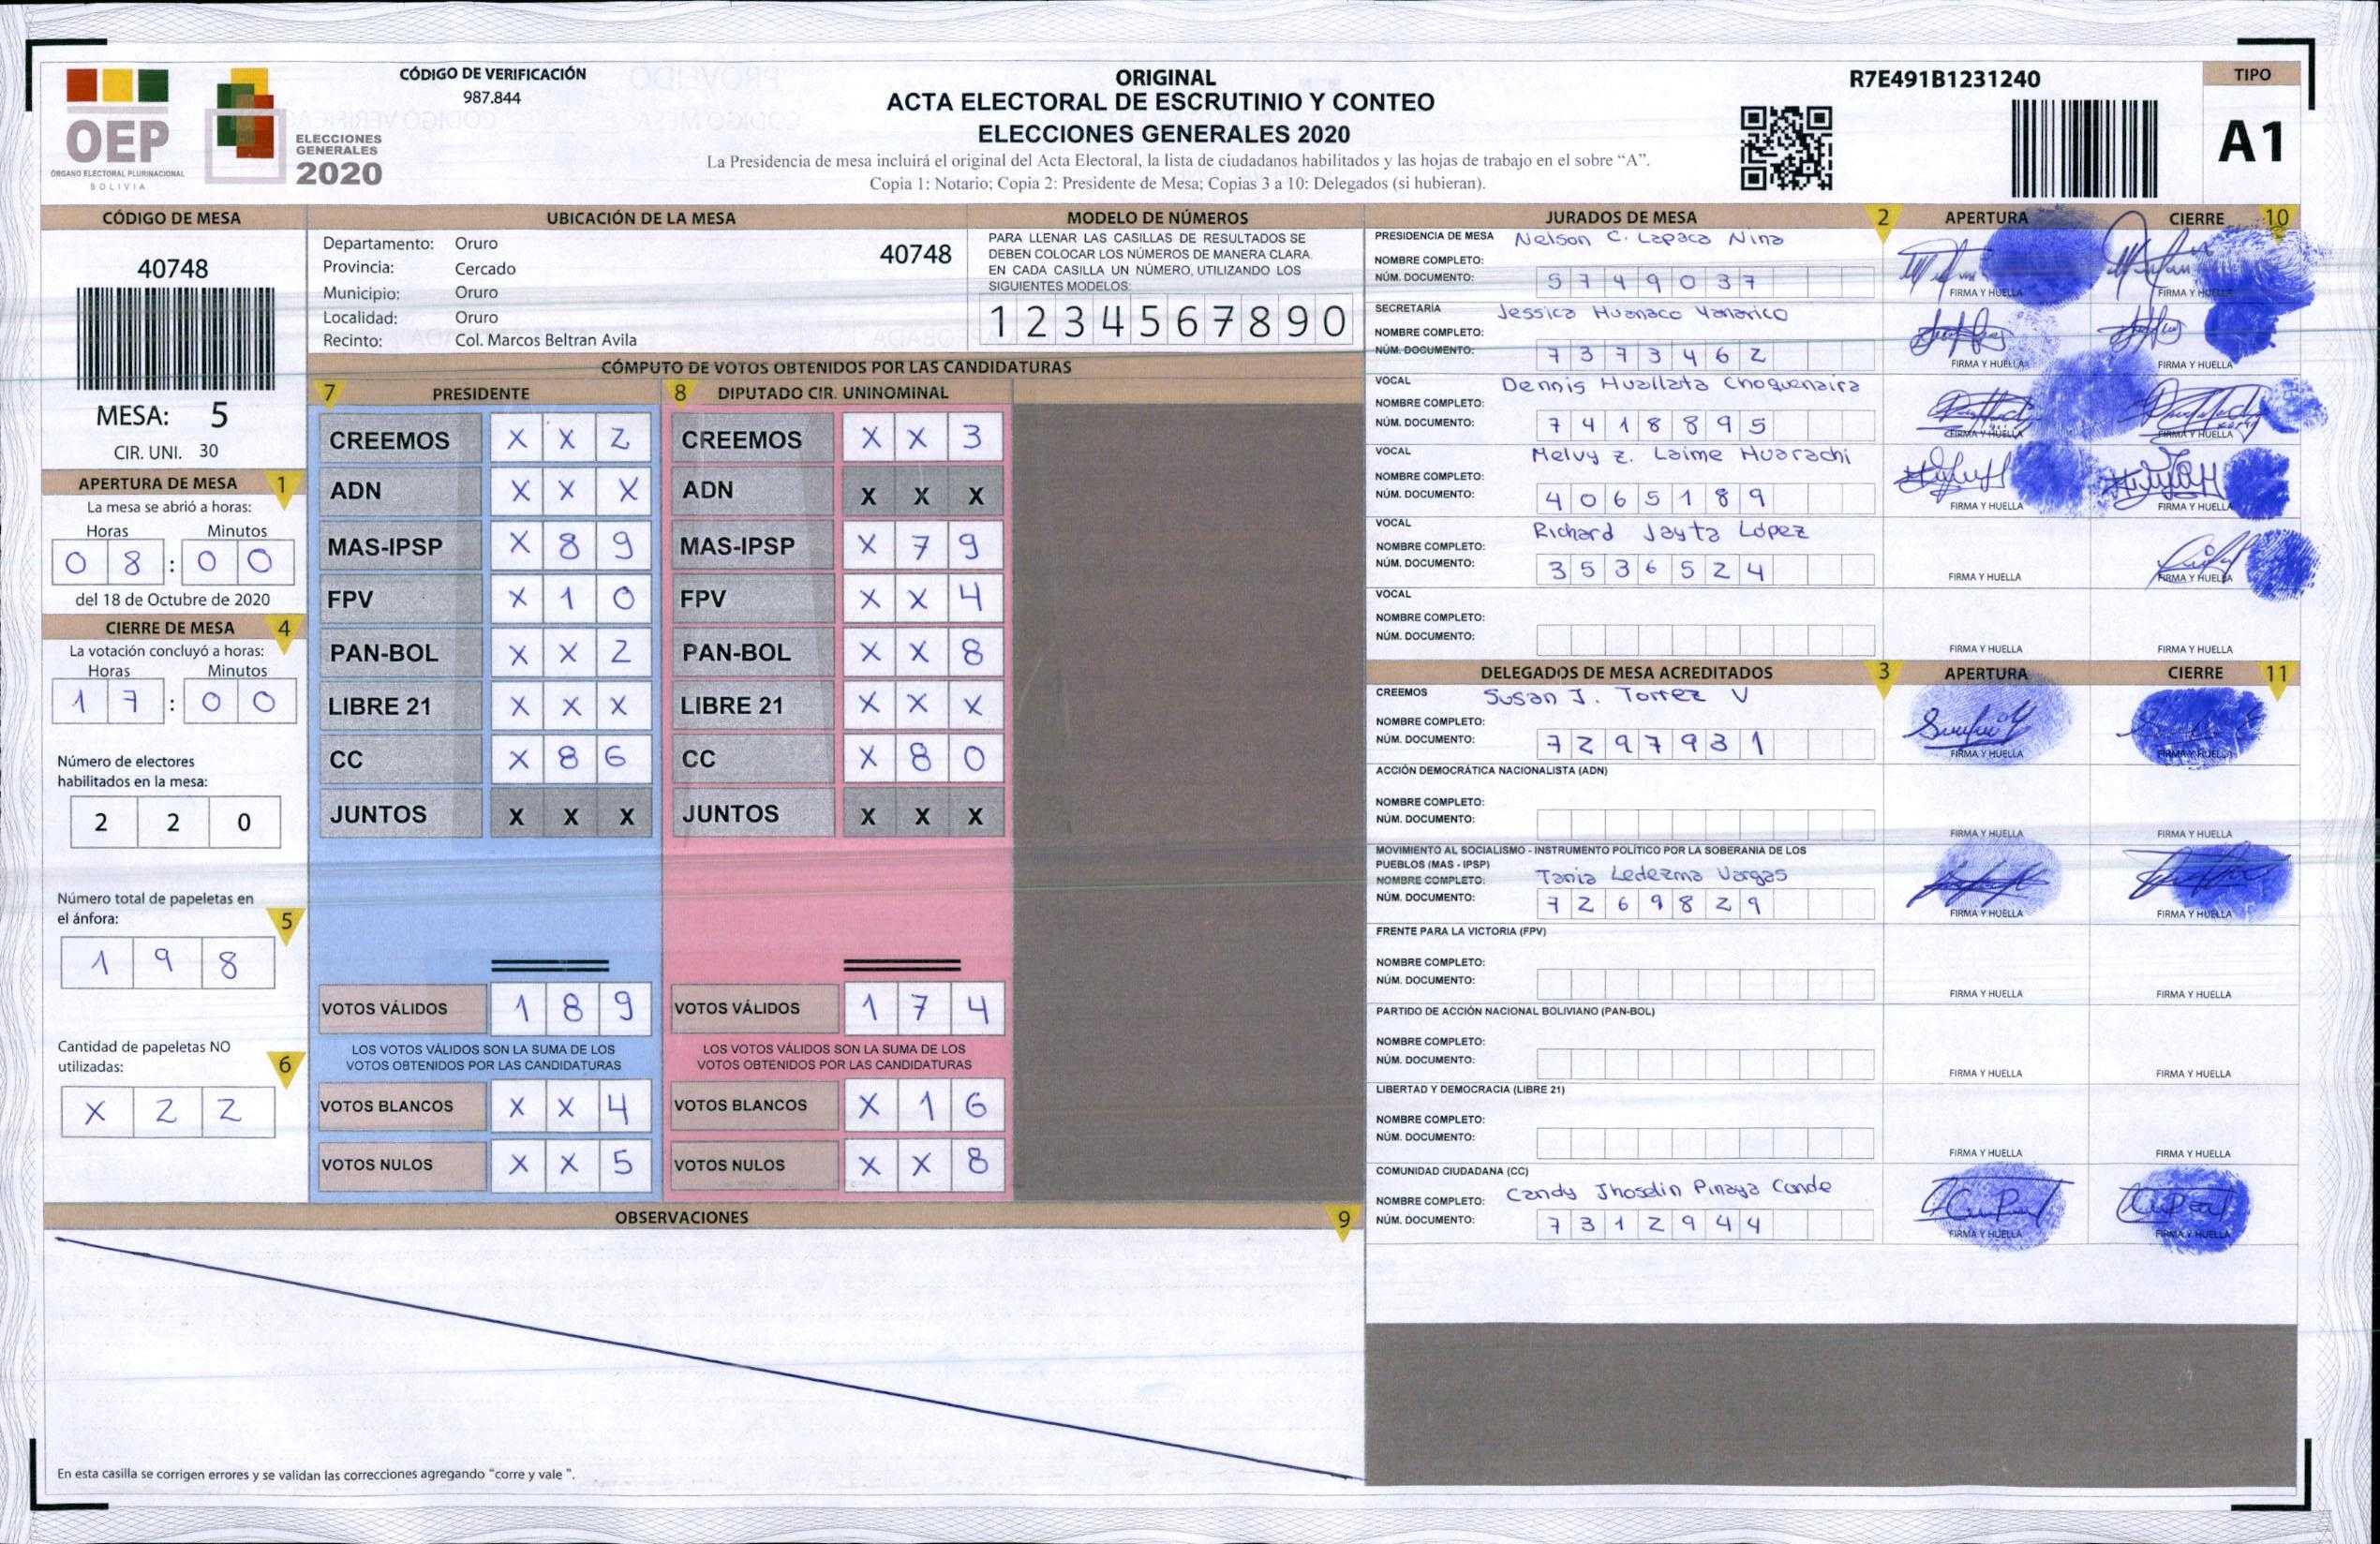 CÓDIGO DE VERIFICACIÓN
987.844
OEP
ÓRGANO ELECTORAL PLURINACIONAL
BOLIVIA
ELECCIONES
GENERALES
2020
ORIGINAL
ACTA ELECTORAL DE ESCRUTINIO Y CONTEO
ELECCIONES GENERALES 2020
La Presidencia de mesa incluirá el original del Acta Electoral, la lista de ciudadanos habilitados y las hojas de trabajo en el sobre “A”.
Copia 1: Notario; Copia 2: Presidente de Mesa; Copias 3 a 10: Delegados (si hubieran).
R7E491B1231240
TIPO
A1
CÓDIGO DE MESA
40748
MESA: 5
CIR. UNI. 30
APERTURA DE MESA 1
La mesa se abrió a horas:
Horas Minutos
0 8 : 0 0
del 18 de Octubre de 2020
CIERRE DE MESA 4
La votación concluyó a horas:
Horas Minutos
1 7 : 0 0
Número de electores
habilitados en la mesa:
2 2 0
Número total de papeletas en
el ánfora: 5
1 9 8
Cantidad de papeletas NO
utilizadas: 6
X 2 2
UBICACIÓN DE LA MESA
Departamento: Oruro
40748
Provincia: Cercado
Municipio: Oruro
Localidad: Oruro
Recinto: Col. Marcos Beltran Avila
MODELO DE NÚMEROS
PARA LLENAR LAS CASILLAS DE RESULTADOS SE
DEBEN COLOCAR LOS NÚMEROS DE MANERA CLARA.
EN CADA CASILLA UN NÚMERO, UTILIZANDO LOS
SIGUIENTES MODELOS:
1 2 3 4 5 6 7 8 9 0
CÓMPUTO DE VOTOS OBTENIDOS POR LAS CANDIDATURAS
7 PRESIDENTE
CREEMOS X X 2
ADN X X X
MAS-IPSP X 8 9
FPV X 1 0
PAN-BOL X X 2
LIBRE 21 X X X
CC X 8 6
JUNTOS X X X
VOTOS VÁLIDOS 1 8 9
LOS VOTOS VÁLIDOS SON LA SUMA DE LOS
VOTOS OBTENIDOS POR LAS CANDIDATURAS
VOTOS BLANCOS X X 4
VOTOS NULOS X X 5
8 DIPUTADO CIR. UNINOMINAL
CREEMOS X X 3
ADN X X X
MAS-IPSP X 7 9
FPV X X 4
PAN-BOL X X 8
LIBRE 21 X X X
CC X 8 0
JUNTOS X X X
VOTOS VÁLIDOS 1 7 4
LOS VOTOS VÁLIDOS SON LA SUMA DE LOS
VOTOS OBTENIDOS POR LAS CANDIDATURAS
VOTOS BLANCOS X 1 6
VOTOS NULOS X X 8
OBSERVACIONES 9
En esta casilla se corrigen errores y se validan las correcciones agregando “corre y vale ”.
JURADOS DE MESA 2 APERTURA CIERRE 10
PRESIDENCIA DE MESA Nelson C. Lapaca Nina
NOMBRE COMPLETO:
NÚM. DOCUMENTO: 5 7 4 9 0 3 7
FIRMA Y HUELLA FIRMA Y HUELLA
SECRETARÍA Jessica Huanaco Yanarico
NOMBRE COMPLETO:
NÚM. DOCUMENTO: 7 3 7 3 4 6 2
FIRMA Y HUELLA FIRMA Y HUELLA
VOCAL Dennis Huallata Choquenaira
NOMBRE COMPLETO:
NÚM. DOCUMENTO: 7 4 1 8 8 9 5
FIRMA Y HUELLA FIRMA Y HUELLA
VOCAL Melvy Z. Laime Huarachi
NOMBRE COMPLETO:
NÚM. DOCUMENTO: 4 0 6 5 1 8 9
FIRMA Y HUELLA FIRMA Y HUELLA
VOCAL Richard Jayta López
NOMBRE COMPLETO:
NÚM. DOCUMENTO: 3 5 3 6 5 2 4
FIRMA Y HUELLA FIRMA Y HUELLA
VOCAL
NOMBRE COMPLETO:
NÚM. DOCUMENTO:
FIRMA Y HUELLA FIRMA Y HUELLA
DELEGADOS DE MESA ACREDITADOS 3 APERTURA CIERRE 11
CREEMOS Susan J. Torrez V
NOMBRE COMPLETO:
NÚM. DOCUMENTO: 7 2 9 7 9 3 1
FIRMA Y HUELLA FIRMA Y HUELLA
ACCIÓN DEMOCRÁTICA NACIONALISTA (ADN)
NOMBRE COMPLETO:
NÚM. DOCUMENTO:
FIRMA Y HUELLA FIRMA Y HUELLA
MOVIMIENTO AL SOCIALISMO - INSTRUMENTO POLÍTICO POR LA SOBERANIA DE LOS
PUEBLOS (MAS - IPSP)
NOMBRE COMPLETO: Tania Ledezma Vargas
NÚM. DOCUMENTO: 7 2 6 9 8 2 9
FIRMA Y HUELLA FIRMA Y HUELLA
FRENTE PARA LA VICTORIA (FPV)
NOMBRE COMPLETO:
NÚM. DOCUMENTO:
FIRMA Y HUELLA FIRMA Y HUELLA
PARTIDO DE ACCIÓN NACIONAL BOLIVIANO (PAN-BOL)
NOMBRE COMPLETO:
NÚM. DOCUMENTO:
FIRMA Y HUELLA FIRMA Y HUELLA
LIBERTAD Y DEMOCRACIA (LIBRE 21)
NOMBRE COMPLETO:
NÚM. DOCUMENTO:
FIRMA Y HUELLA FIRMA Y HUELLA
COMUNIDAD CIUDADANA (CC)
NOMBRE COMPLETO: Candy Jhoselin Pinaya Conde
NÚM. DOCUMENTO: 7 3 1 2 9 4 4
FIRMA Y HUELLA FIRMA Y HUELLA